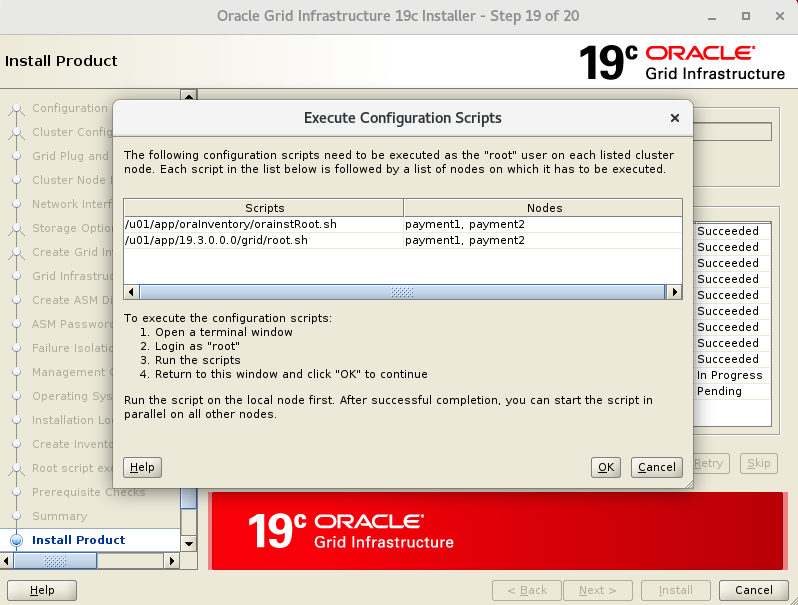 Oracle Grid Infrastructure 19c Installer - Step 19 of 20
Install Product
19c ORACLE
Grid Infrastructure
Configuration
Cluster Config
Grid Plug and
Cluster Node
Network Interf
Storage Optio
Create Grid In
Grid Infrastruc
Create ASM Di
ASM Password
Failure Isolatio
Management
Operating Sys
Installation Lo
Create Invento
Root script exe
Prerequisite Checks
Summary
Install Product
Execute Configuration Scripts
The following configuration scripts need to be executed as the "root" user on each listed cluster
node. Each script in the list below is followed by a list of nodes on which it has to be executed.
Scripts Nodes
/u01/app/oraInventory/orainstRoot.sh payment1, payment2
/u01/app/19.3.0.0.0/grid/root.sh payment1, payment2
To execute the configuration scripts:
1. Open a terminal window
2. Login as "root"
3. Run the scripts
4. Return to this window and click "OK" to continue
Run the script on the local node first. After successful completion, you can start the script in
parallel on all other nodes.
Help OK Cancel
Succeeded
Succeeded
Succeeded
Succeeded
Succeeded
Succeeded
Succeeded
Succeeded
Succeeded
In Progress
Pending
Retry Skip
19c ORACLE
Grid Infrastructure
Help < Back Next > Install Cancel